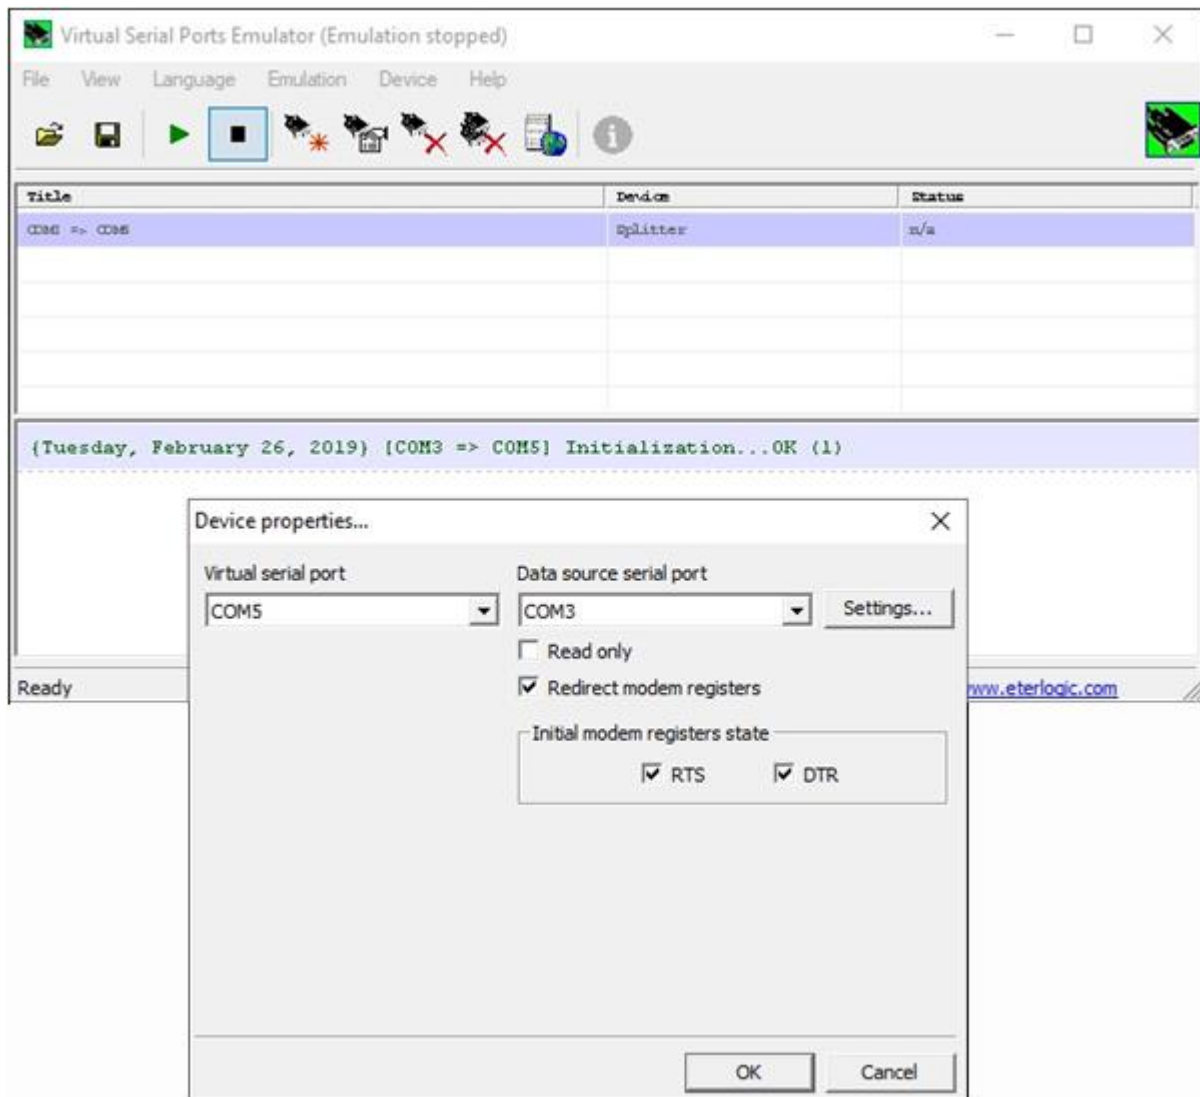 Virtual Serial Ports Emulator (Emulation stopped)
File View Language Emulation Device Help
Title Device Status
COM3 => COM5 Splitter n/a
{Tuesday, February 26, 2019} [COM3 => COM5] Initialization...OK (1)
Device properties...
Virtual serial port Data source serial port
COM5 COM3 Settings...
Read only
Ready Redirect modem registers www.eterlogic.com
Initial modem registers state
RTS DTR
OK Cancel